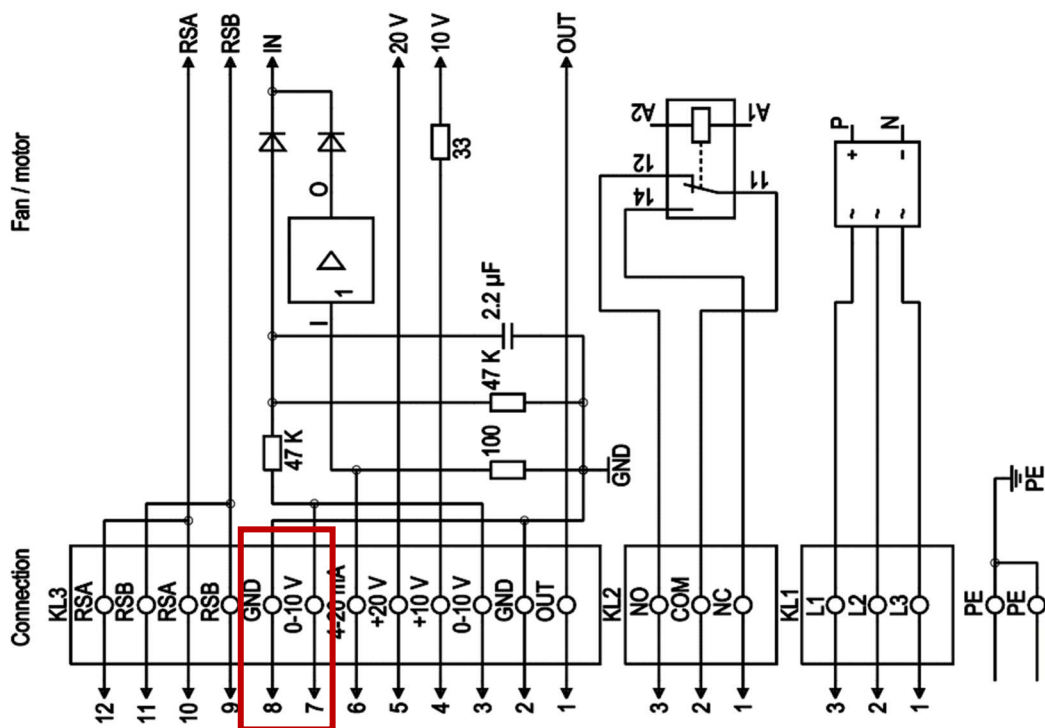 Fan / motor
Connection
RSA
RSB
IN
20 V
10 V
OUT
33
O
1
I
2.2 µF
47 K
47 K
100
GND
A2
A1
12
14
11
P
N
+
-
~
~
~
PE
KL3
12 RSA
11 RSB
10 RSA
9 RSB
8 GND
7 0-10 V
6 4-20 mA
5 +20 V
4 +10 V
3 0-10 V
2 GND
1 OUT
KL2
3 NO
2 COM
1 NC
KL1
3 L1
2 L2
1 L3
PE
PE